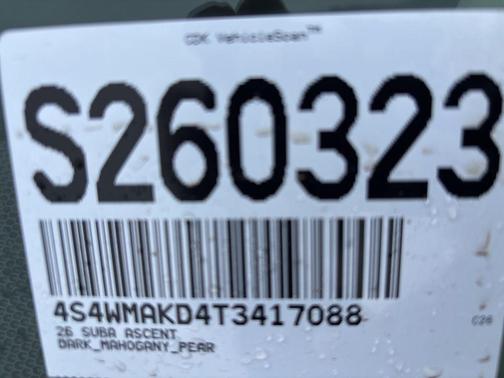 CDK VehicleScan™
S260323
4S4WMAKD4T3417088
C26
26 SUBA ASCENT
DARK_MAHOGANY_PEAR